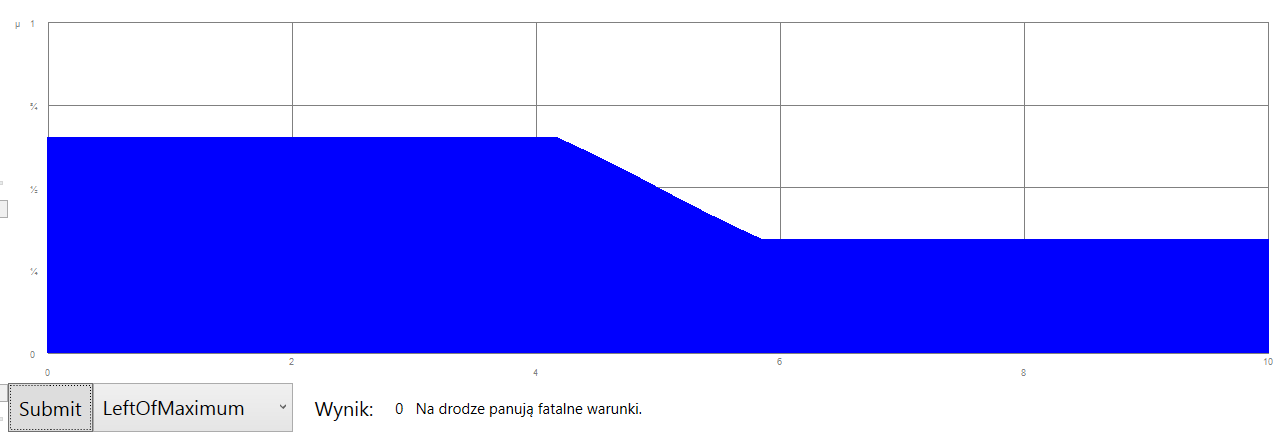 μ 1
¾
½
¼
0
0 2 4 6 8 10
Submit LeftOfMaximum Wynik: 0 Na drodze panują fatalne warunki.